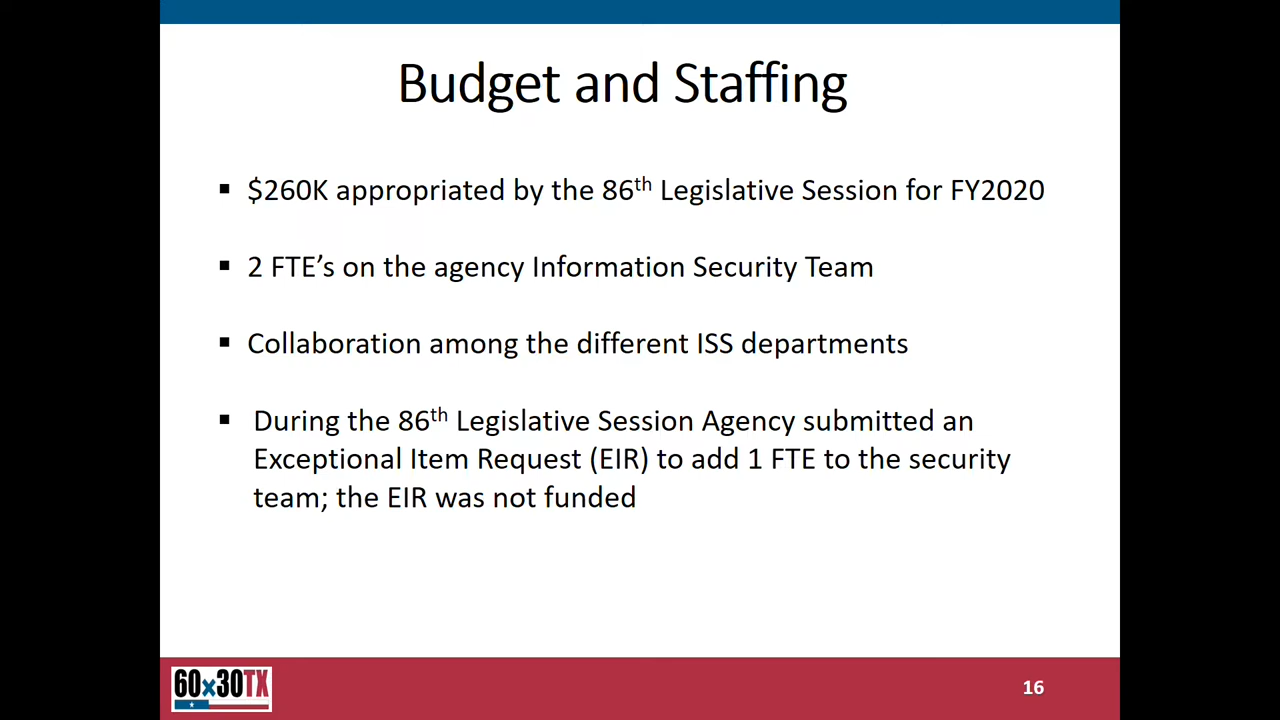 Budget and Staffing
▪ $260K appropriated by the 86th Legislative Session for FY2020
▪ 2 FTE’s on the agency Information Security Team
▪ Collaboration among the different ISS departments
▪ During the 86th Legislative Session Agency submitted an
Exceptional Item Request (EIR) to add 1 FTE to the security
team; the EIR was not funded
60x30TX
16